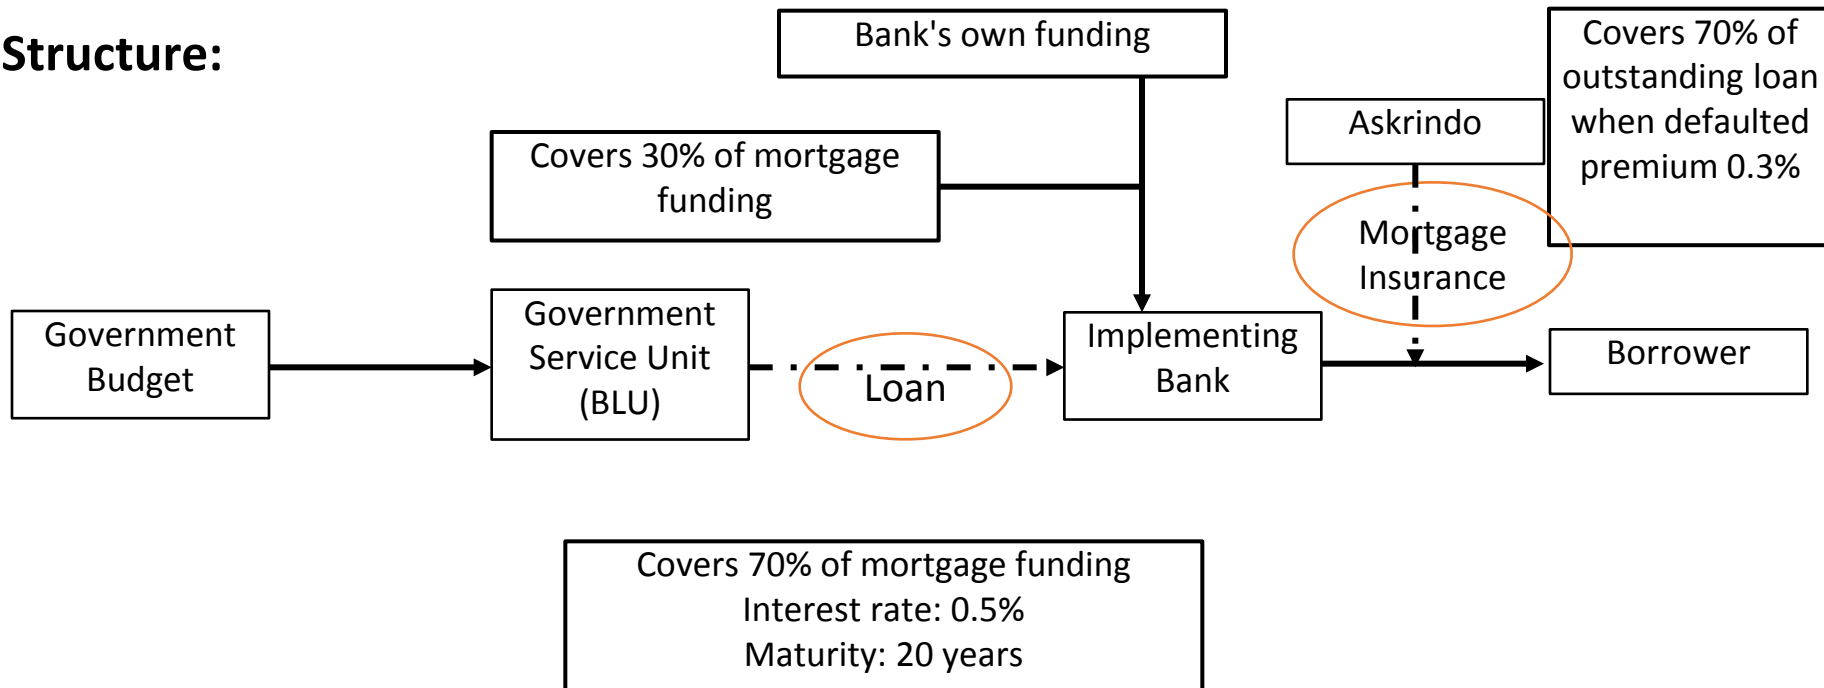 Structure:
Bank's own funding
Covers 70% of
outstanding loan
when defaulted
premium 0.3%
Askrindo
Covers 30% of mortgage
funding
Mortgage
Insurance
Government
Budget
Government
Service Unit
(BLU)
Loan
Implementing
Bank
Borrower
Covers 70% of mortgage funding
Interest rate: 0.5%
Maturity: 20 years